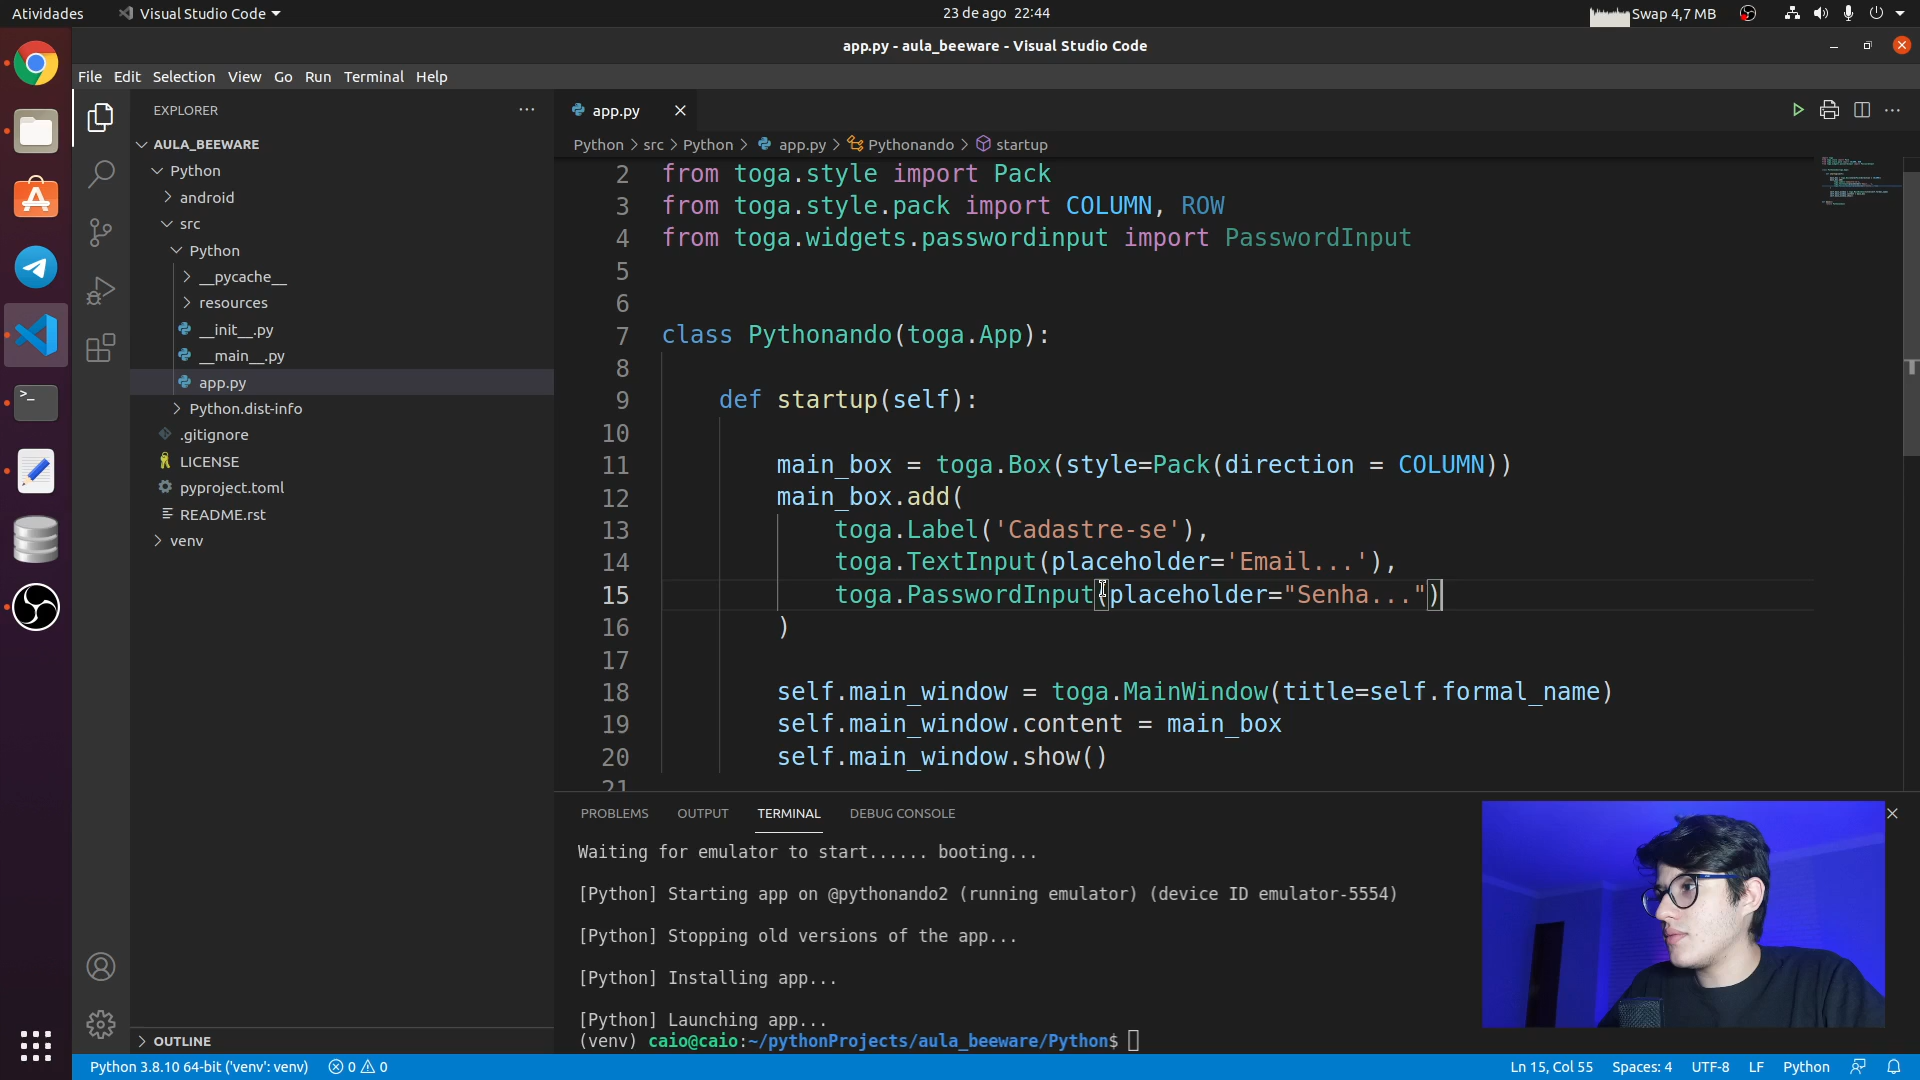 Atividades
Visual Studio Code
23 de ago 22:44
Swap 4,7 MB
app.py - aula_beeware - Visual Studio Code
File Edit Selection View Go Run Terminal Help
EXPLORER
AULA_BEEWARE
Python
android
src
Python
__pycache__
resources
__init__.py
__main__.py
app.py
Python.dist-info
.gitignore
LICENSE
pyproject.toml
README.rst
venv
OUTLINE
app.py
Python > src > Python > app.py > Pythonando > startup
2 from toga.style import Pack
3 from toga.style.pack import COLUMN, ROW
4 from toga.widgets.passwordinput import PasswordInput
5
6
7 class Pythonando(toga.App):
8
9 def startup(self):
10
11 main_box = toga.Box(style=Pack(direction = COLUMN))
12 main_box.add(
13 toga.Label('Cadastre-se'),
14 toga.TextInput(placeholder='Email...'),
15 toga.PasswordInput(placeholder="Senha...")
16 )
17
18 self.main_window = toga.MainWindow(title=self.formal_name)
19 self.main_window.content = main_box
20 self.main_window.show()
21
PROBLEMS OUTPUT TERMINAL DEBUG CONSOLE
Waiting for emulator to start...... booting...
[Python] Starting app on @pythonando2 (running emulator) (device ID emulator-5554)
[Python] Stopping old versions of the app...
[Python] Installing app...
[Python] Launching app...
(venv) caio@caio:~/pythonProjects/aula_beeware/Python$
Python 3.8.10 64-bit ('venv': venv) 0 0
Ln 15, Col 55 Spaces: 4 UTF-8 LF Python